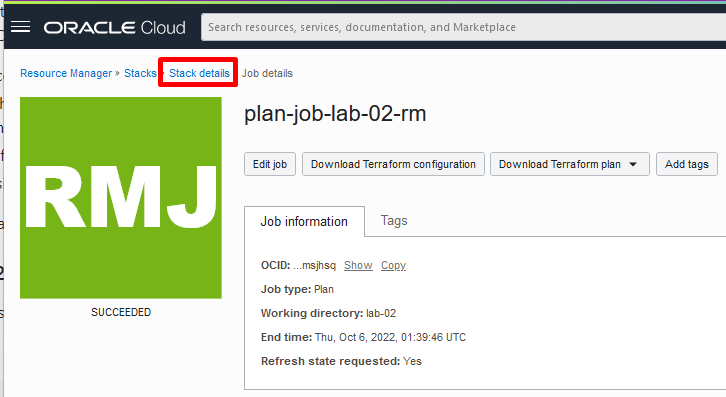 ORACLE Cloud
Search resources, services, documentation, and Marketplace
Resource Manager » Stacks » Stack details Job details
RMJ
SUCCEEDED
plan-job-lab-02-rm
Edit job
Download Terraform configuration
Download Terraform plan
Add tags
Job information
Tags
OCID: ...msjhsq Show Copy
Job type: Plan
Working directory: lab-02
End time: Thu, Oct 6, 2022, 01:39:46 UTC
Refresh state requested: Yes